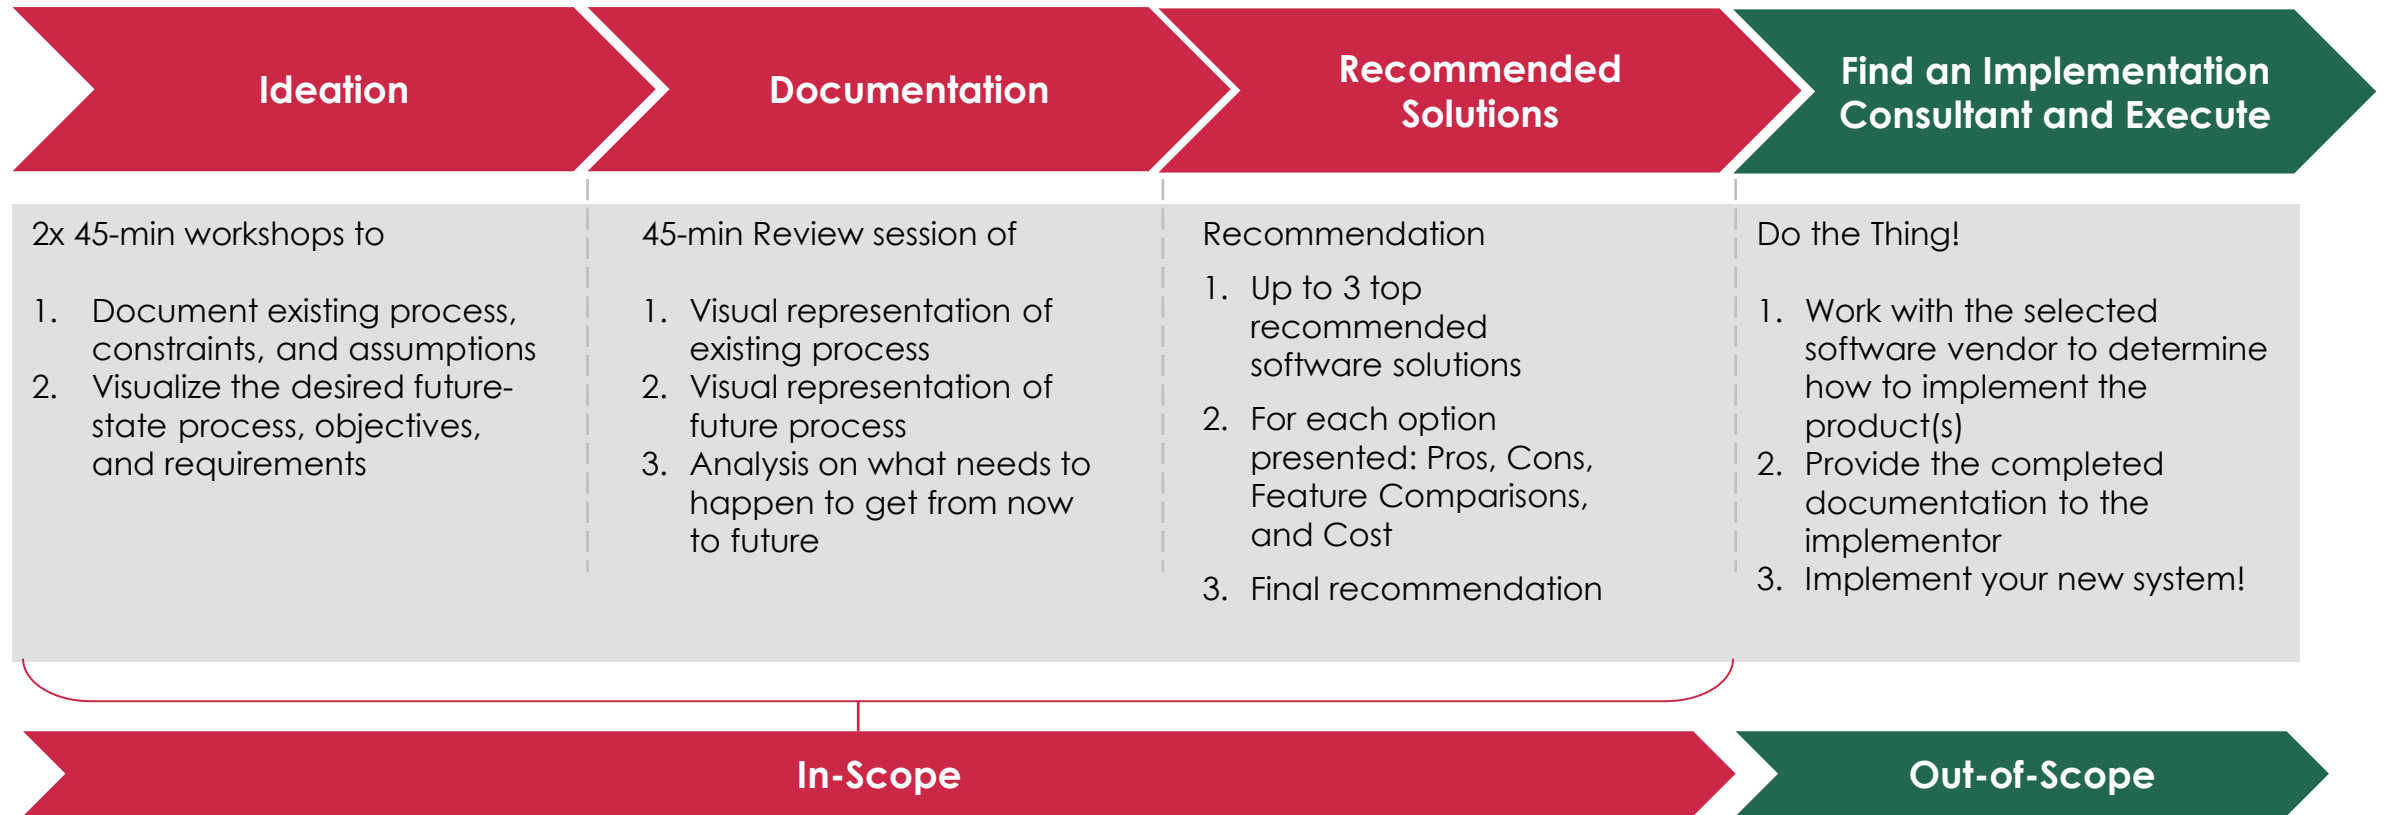 Ideation
Documentation
Recommended
Solutions
Find an Implementation
Consultant and Execute
2x 45-min workshops to
1. Document existing process,
constraints, and assumptions
2. Visualize the desired future-
state process, objectives,
and requirements
45-min Review session of
1. Visual representation of
existing process
2. Visual representation of
future process
3. Analysis on what needs to
happen to get from now
to future
Recommendation
1. Up to 3 top
recommended
software solutions
2. For each option
presented: Pros, Cons,
Feature Comparisons,
and Cost
3. Final recommendation
Do the Thing!
1. Work with the selected
software vendor to determine
how to implement the
product(s)
2. Provide the completed
documentation to the
implementor
3. Implement your new system!
In-Scope
Out-of-Scope